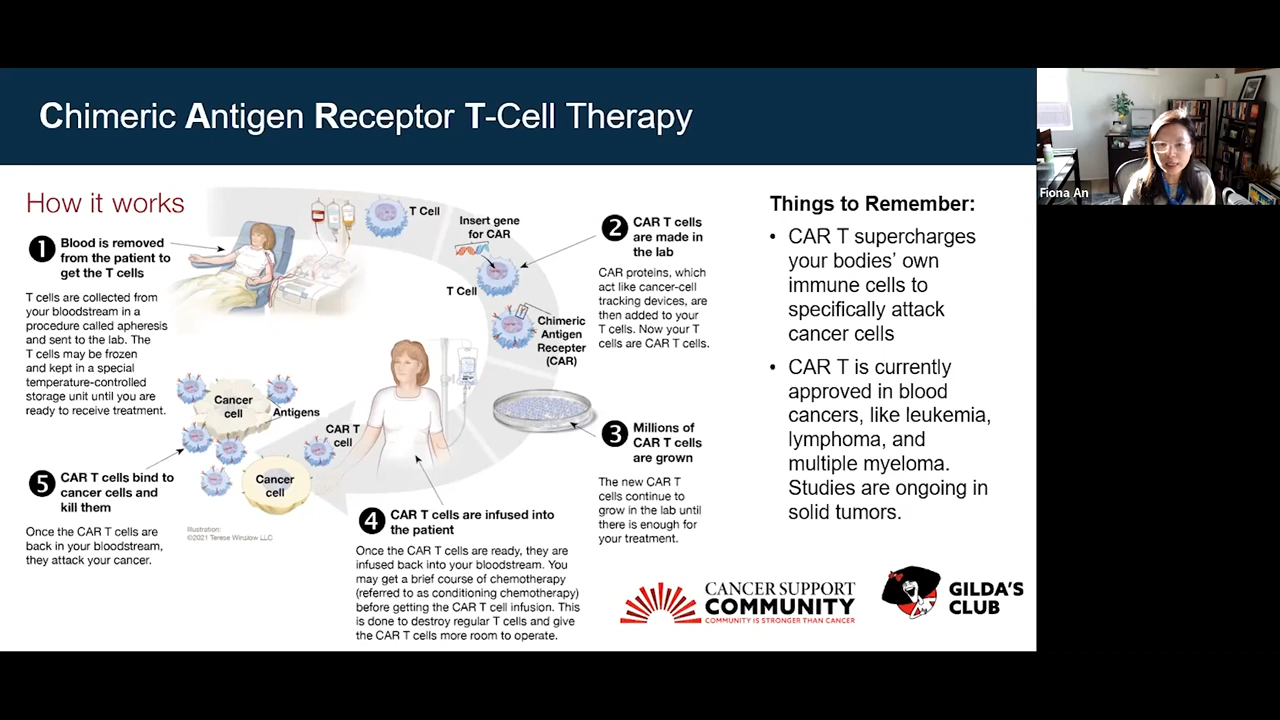 Chimeric Antigen Receptor T-Cell Therapy
Fiona An
How it works
1
Blood is removed
from the patient to
get the T cells
T cells are collected from
your bloodstream in a
procedure called apheresis
and sent to the lab. The
T cells may be frozen
and kept in a special
temperature-controlled
storage unit until you are
ready to receive treatment.
T Cell
Insert gene
for CAR
T Cell
Chimeric
Antigen
Recepter
(CAR)
2
CAR T cells
are made in
the lab
CAR proteins, which
act like cancer-cell
tracking devices, are
then added to your
T cells. Now your T
cells are CAR T cells.
3
Millions of
CAR T cells
are grown
The new CAR T
cells continue to
grow in the lab until
there is enough for
your treatment.
4
CAR T cells are infused into
the patient
Once the CAR T cells are ready, they are
infused back into your bloodstream. You
may get a brief course of chemotherapy
(referred to as conditioning chemotherapy)
before getting the CAR T cell infusion. This
is done to destroy regular T cells and give
the CAR T cells more room to operate.
Cancer
cell
Antigens
CAR T
cell
Cancer
cell
5
CAR T cells bind to
cancer cells and
kill them
Once the CAR T cells are
back in your bloodstream,
they attack your cancer.
Illustration:
©2021 Terese Winslow LLC
Things to Remember:
• CAR T supercharges
your bodies’ own
immune cells to
specifically attack
cancer cells
• CAR T is currently
approved in blood
cancers, like leukemia,
lymphoma, and
multiple myeloma.
Studies are ongoing in
solid tumors.
CANCER SUPPORT
COMMUNITY
COMMUNITY IS STRONGER THAN CANCER
GILDA'S
CLUB